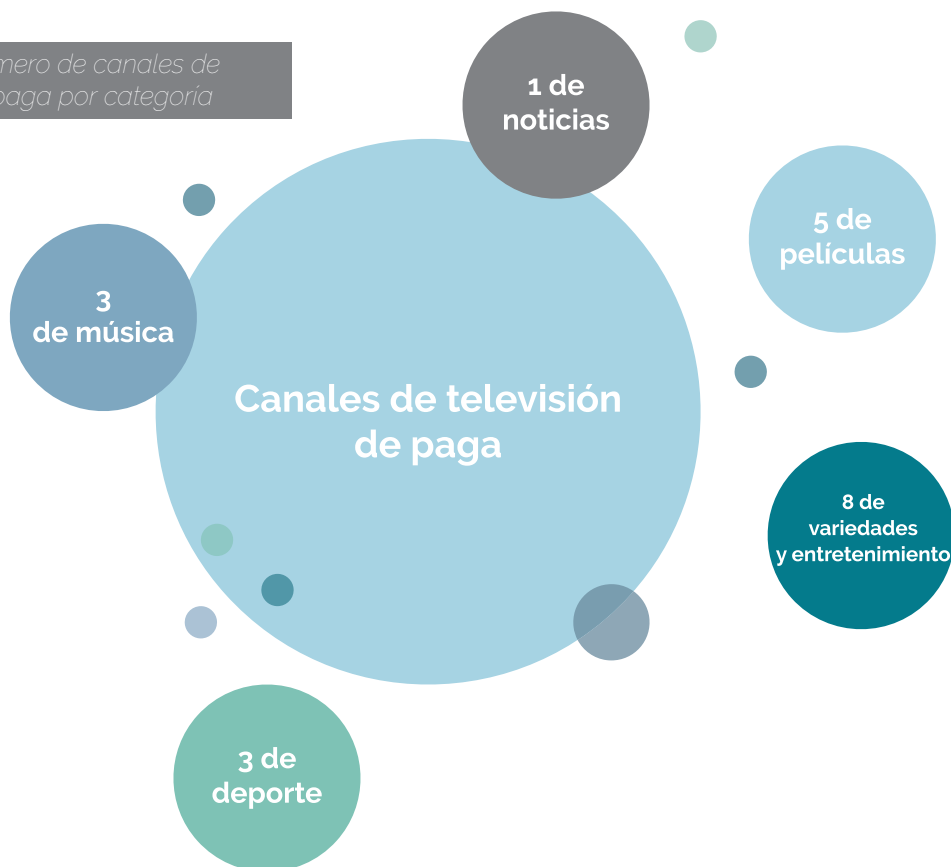 mero de canales de
paga por categoría
1 de
noticias
5 de
películas
3
de música
Canales de televisión
de paga
8 de
variedades
y entretenimiento
3 de
deporte